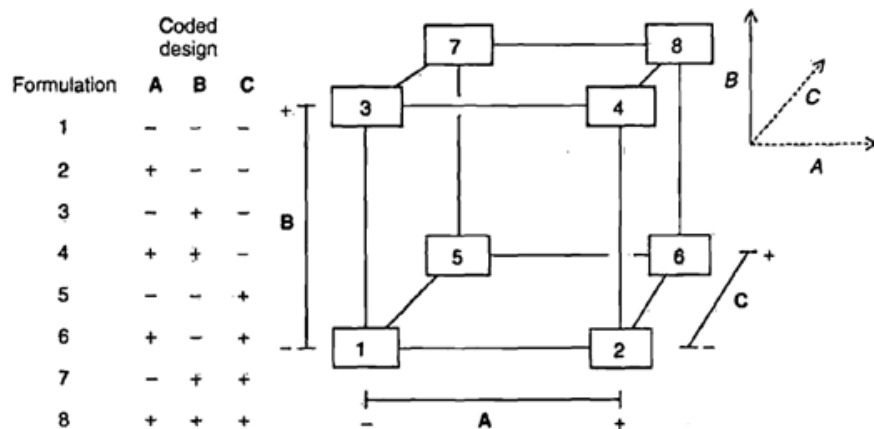 Coded
design
Formulation A B C
1 − − −
2 + − −
3 − + −
4 + + −
5 − − +
6 + − +
7 − + +
8 + + +
7 8
3 4
5 6
1 2
+
B
−
− A +
+
C
−
B
C
A